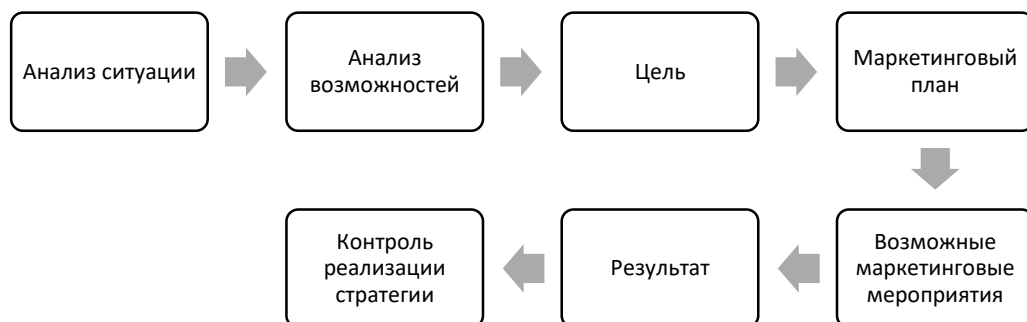 Анализ ситуации
Анализ
возможностей
Цель
Маркетинговый
план
Возможные
маркетинговые
мероприятия
Результат
Контроль
реализации
стратегии